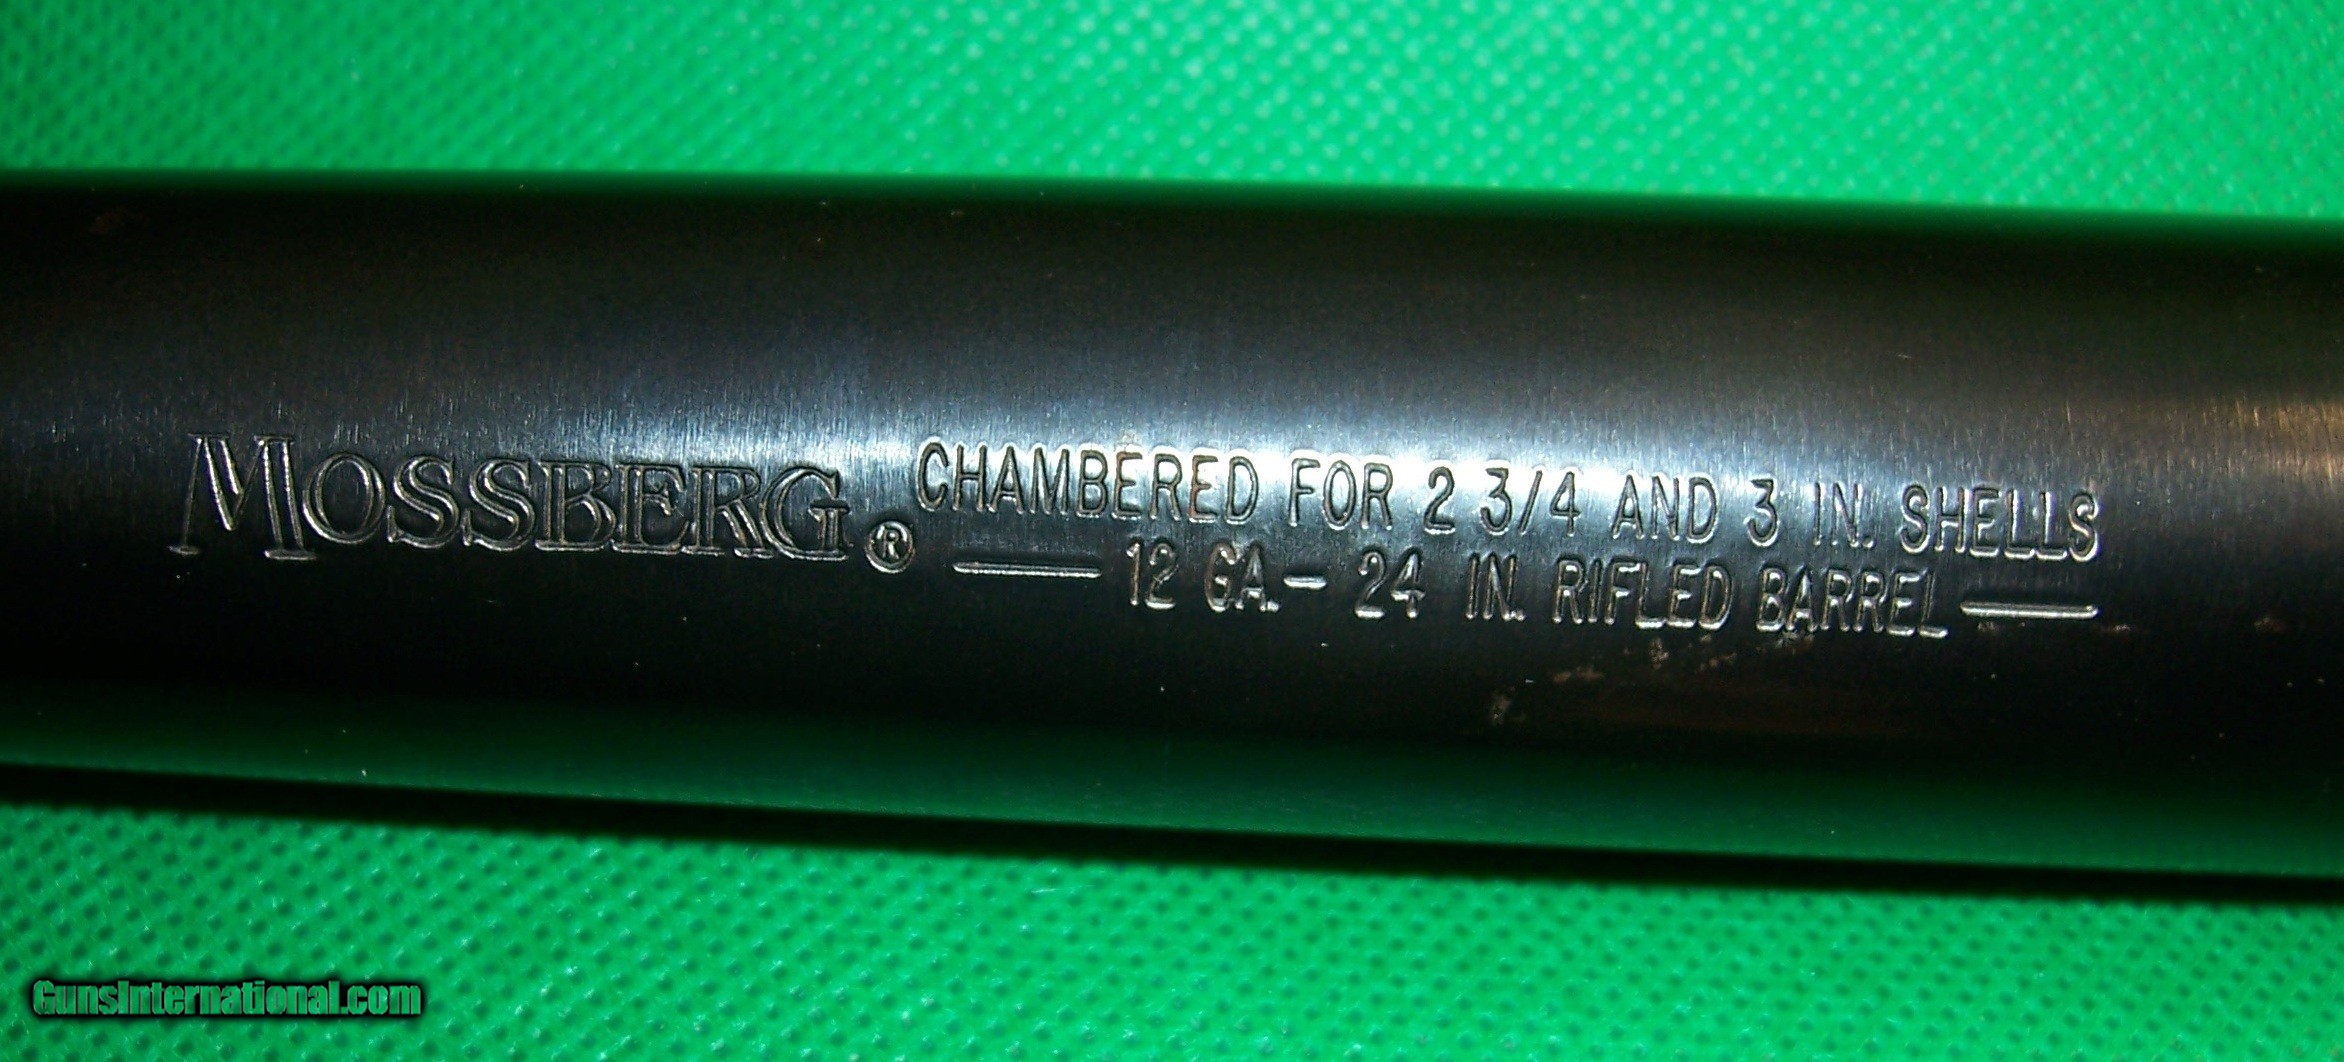 MOSSBERG® CHAMBERED FOR 2 3/4 AND 3 IN. SHELLS
— 12 GA. - 24 IN. RIFLED BARREL —
GunsInternational.com